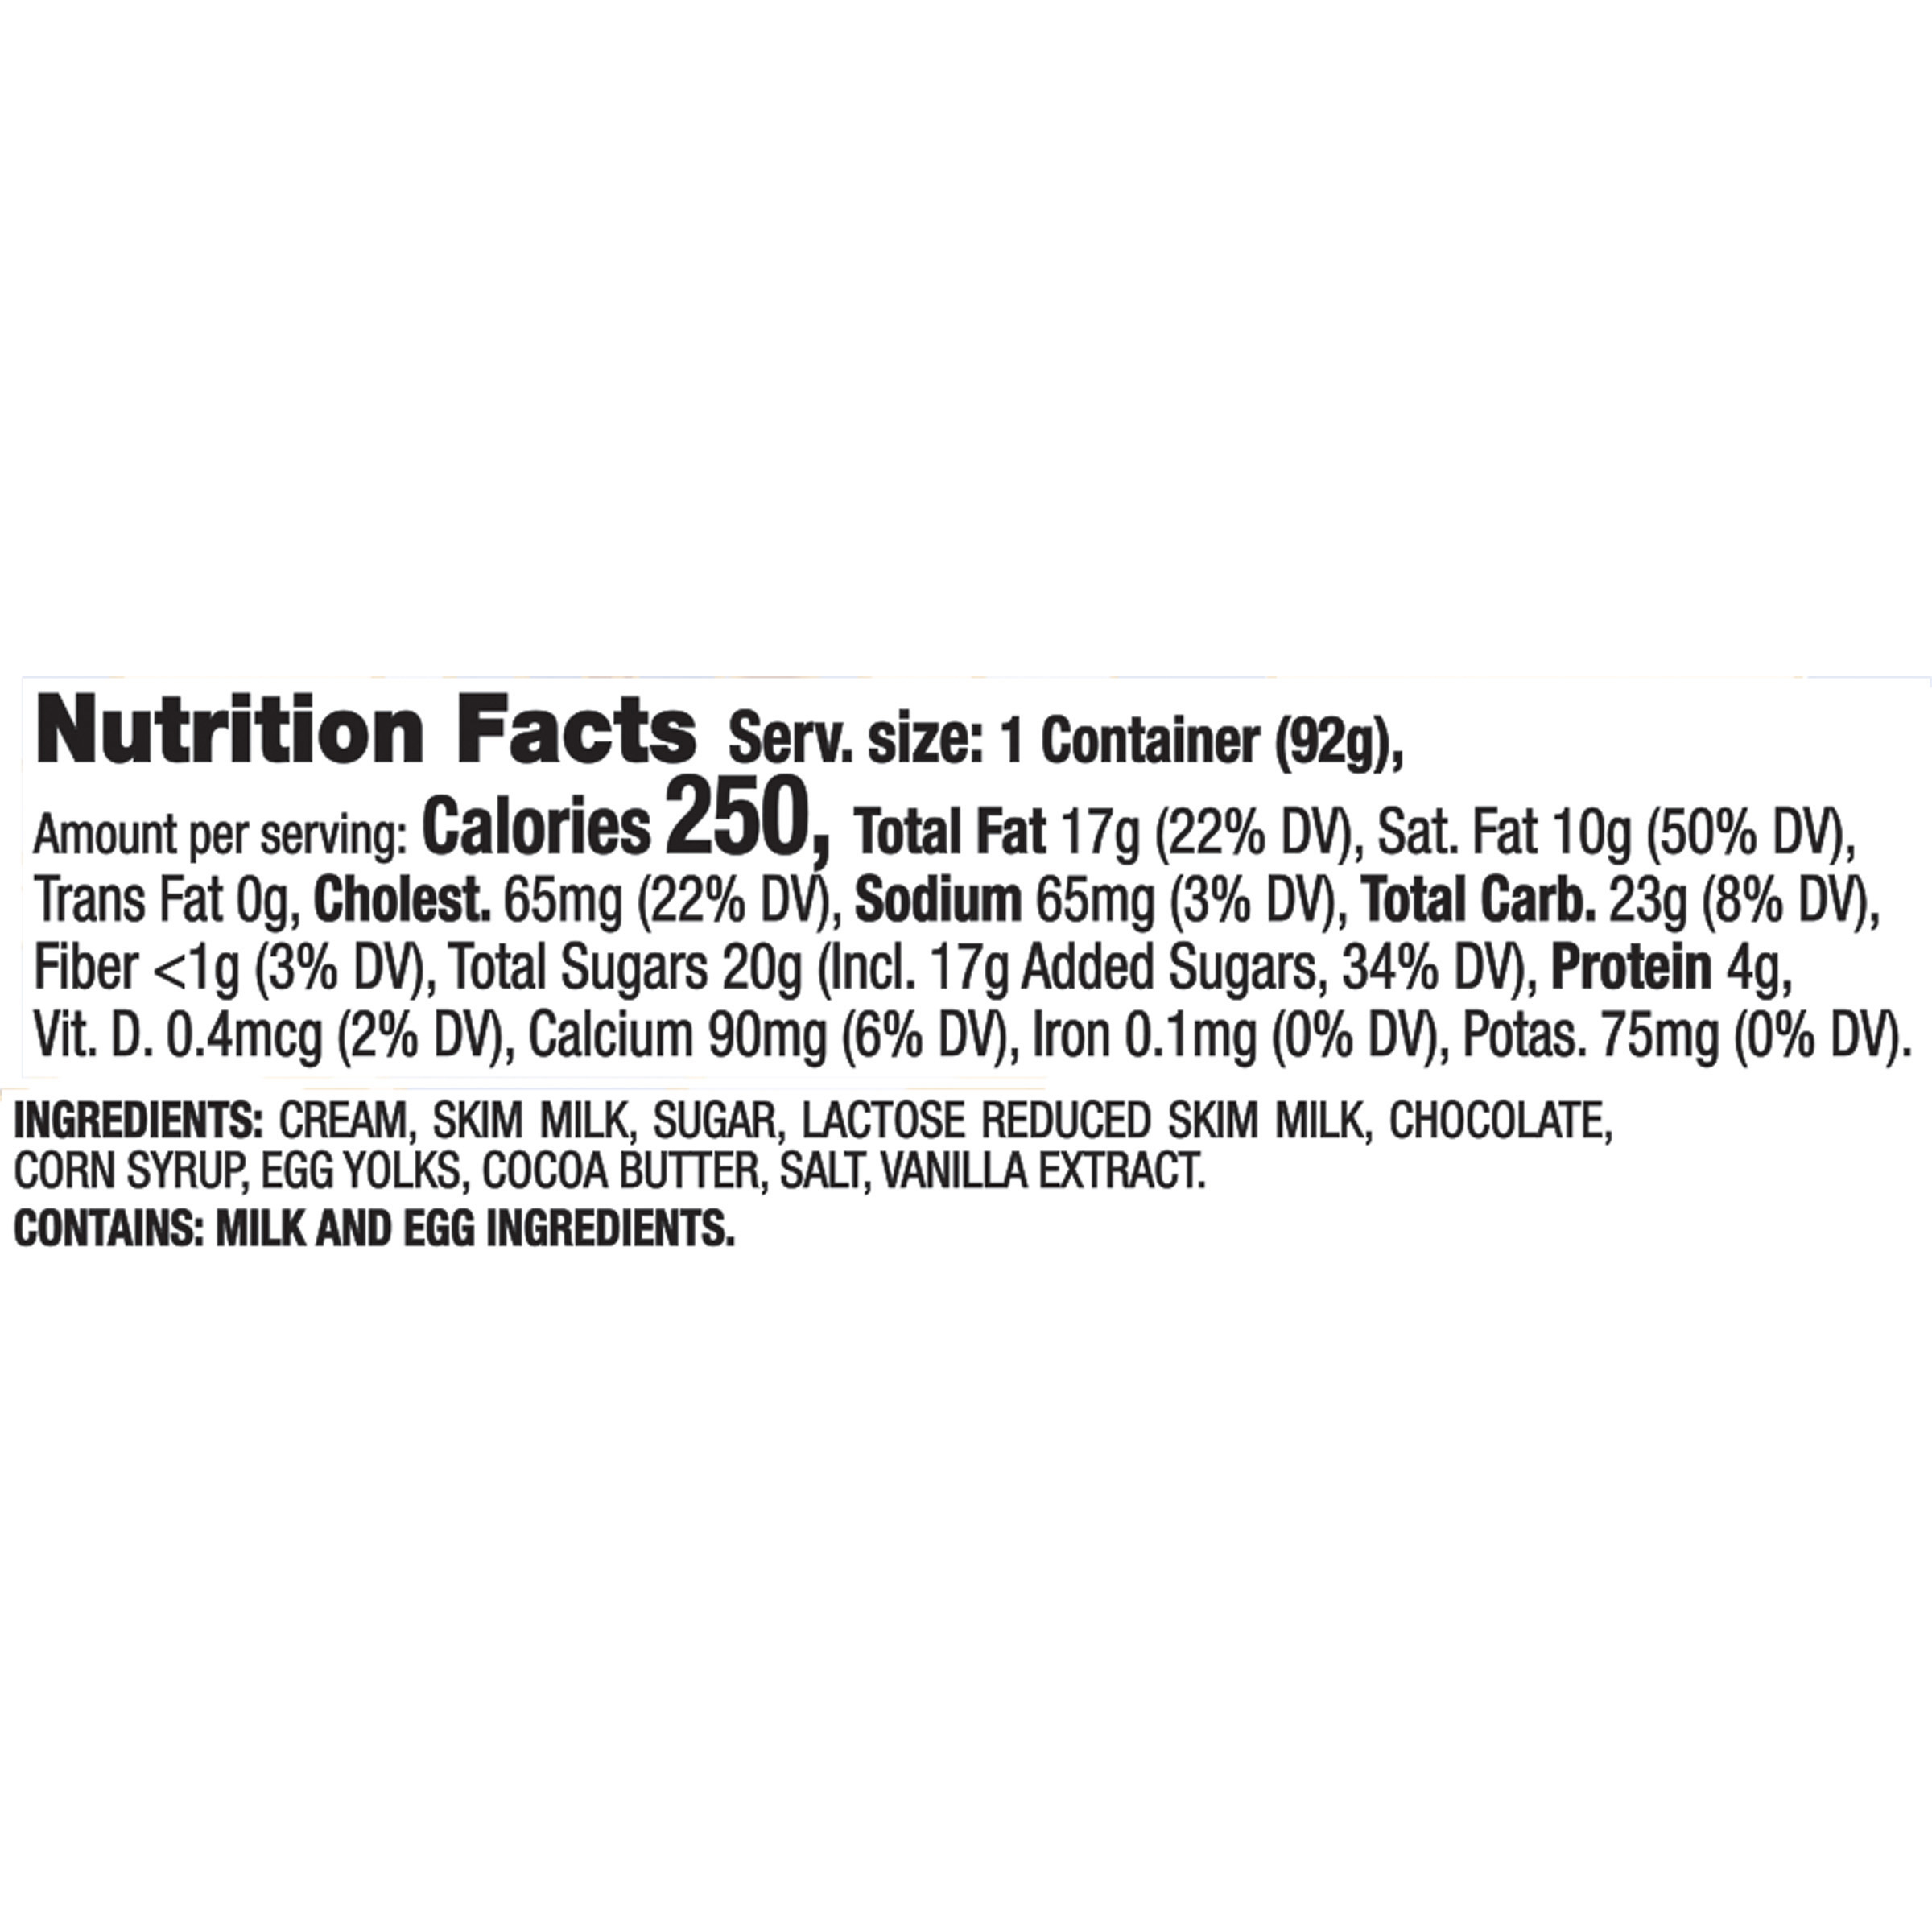 Nutrition Facts Serv. size: 1 Container (92g),
Amount per serving: Calories 250, Total Fat 17g (22% DV), Sat. Fat 10g (50% DV),
Trans Fat 0g, Cholest. 65mg (22% DV), Sodium 65mg (3% DV), Total Carb. 23g (8% DV),
Fiber <1g (3% DV), Total Sugars 20g (Incl. 17g Added Sugars, 34% DV), Protein 4g,
Vit. D. 0.4mcg (2% DV), Calcium 90mg (6% DV), Iron 0.1mg (0% DV), Potas. 75mg (0% DV).
INGREDIENTS: CREAM, SKIM MILK, SUGAR, LACTOSE REDUCED SKIM MILK, CHOCOLATE,
CORN SYRUP, EGG YOLKS, COCOA BUTTER, SALT, VANILLA EXTRACT.
CONTAINS: MILK AND EGG INGREDIENTS.